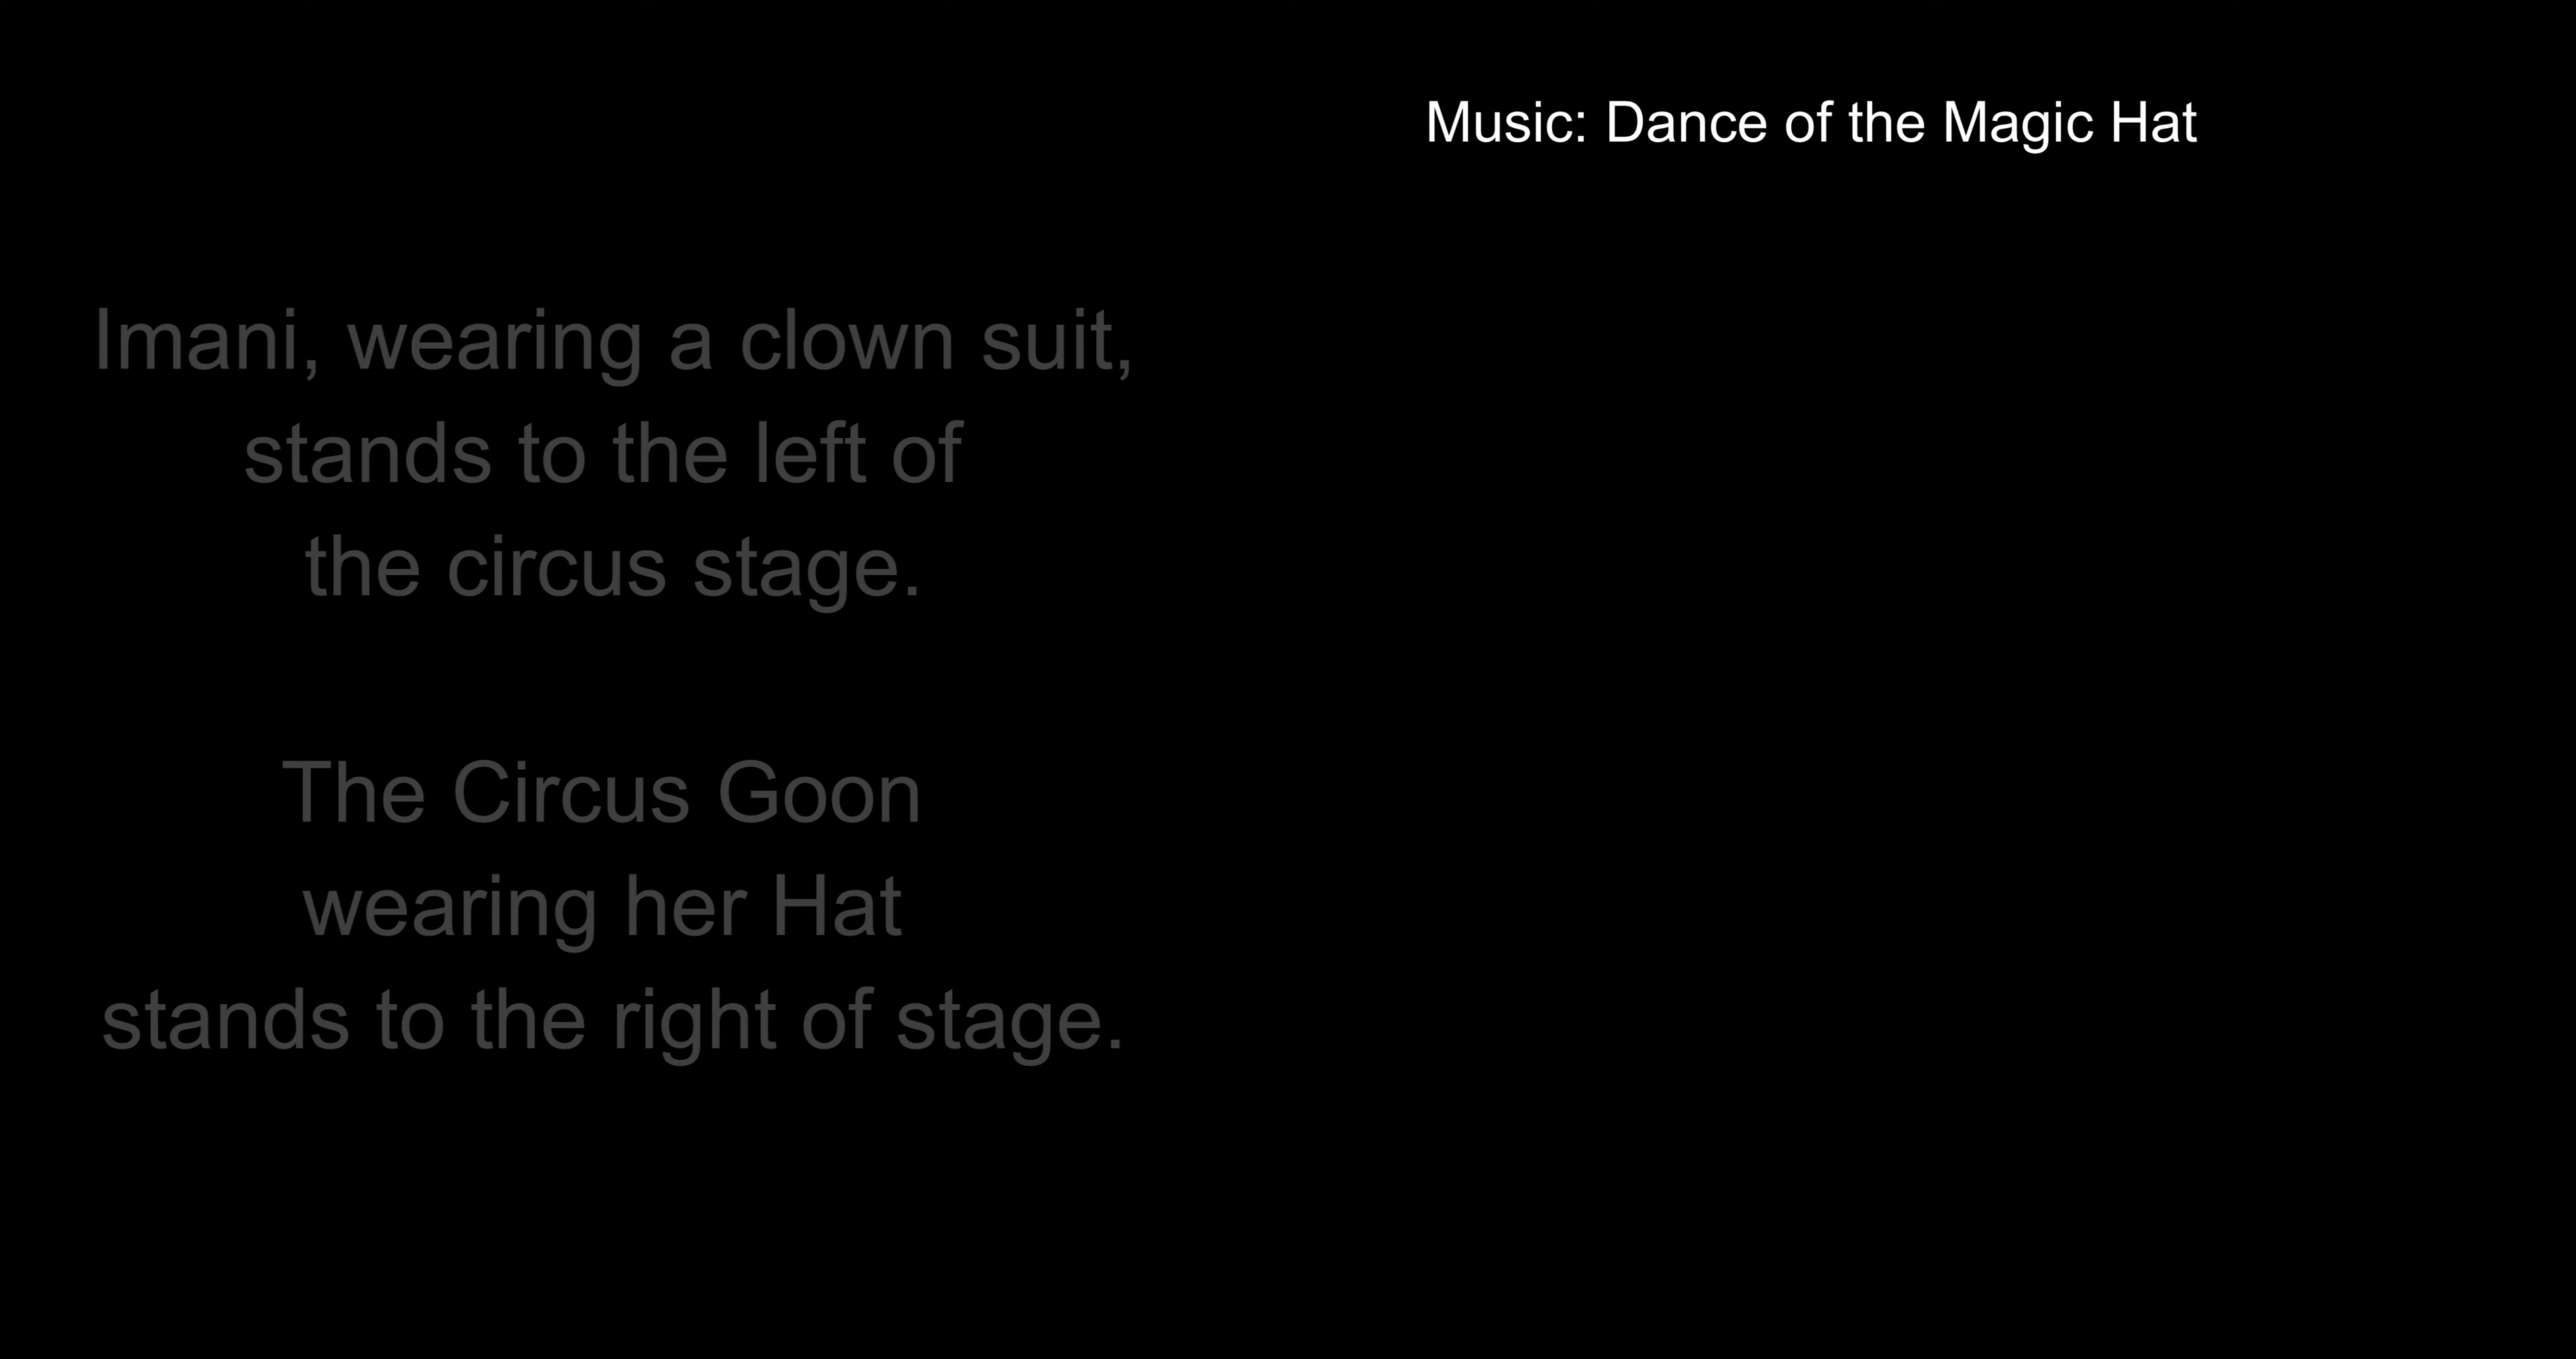 Music: Dance of the Magic Hat
Imani, wearing a clown suit,
stands to the left of
the circus stage.
The Circus Goon
wearing her Hat
stands to the right of stage.